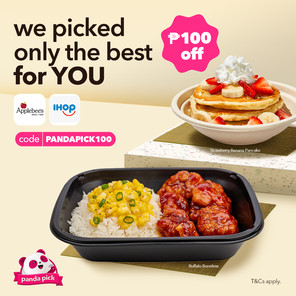 we picked
only the best
for YOU
₱100
off
Applebee's
IHOP
code PANDAPICK100
Strawberry Banana Pancake
Buffalo Boneless
panda pick
T&Cs apply.